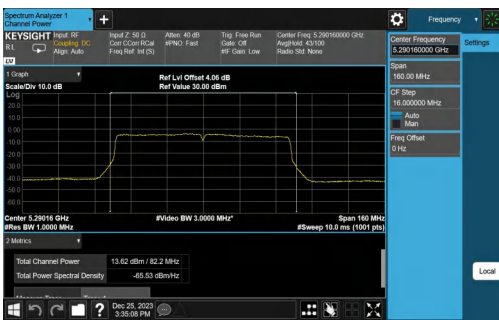 Spectrum Analyzer 1
Channel Power
+
Frequency
KEYSIGHT
Input: RF
Coupling: DC
Align: Auto
RL
Input Z: 50 Ω
Corr CCorr RCal
Freq Ref: Int (S)
Atten: 40 dB
#PNO: Fast
Trig: Free Run
Gate: Off
#IF Gain: Low
Center Freq: 5.290160000 GHz
Avg|Hold: 43/100
Radio Std: None
Center Frequency
5.290160000 GHz
Settings
Span
160.00 MHz
CF Step
16.000000 MHz
Auto
Man
Freq Offset
0 Hz
Local
1 Graph
Scale/Div 10.0 dB
Ref Lvl Offset 4.06 dB
Ref Value 30.00 dBm
Log
20.0
10.0
0.00
-10.0
-20.0
-30.0
-40.0
-50.0
-60.0
Center 5.29016 GHz
#Res BW 1.0000 MHz
#Video BW 3.0000 MHz*
Span 160 MHz
#Sweep 10.0 ms (1001 pts)
2 Metrics
Total Channel Power 13.62 dBm / 82.2 MHz
Total Power Spectral Density -65.53 dBm/Hz
?
Dec 25, 2023
3:35:08 PM